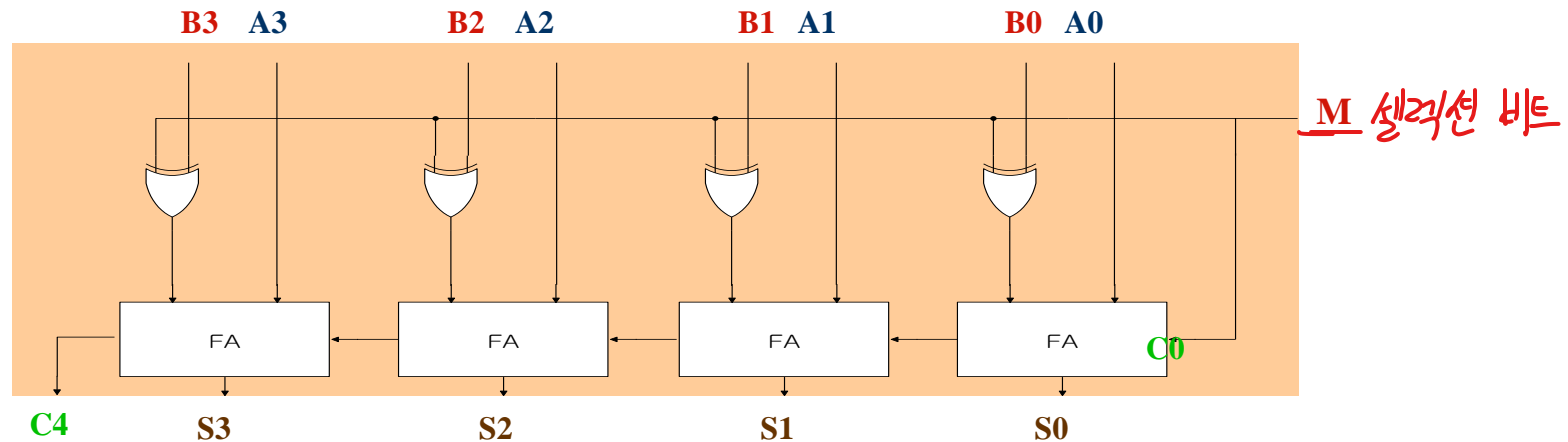 B3 A3 B2 A2 B1 A1 B0 A0
M 셀렉션 비트
FA FA FA FA C0
C4 S3 S2 S1 S0